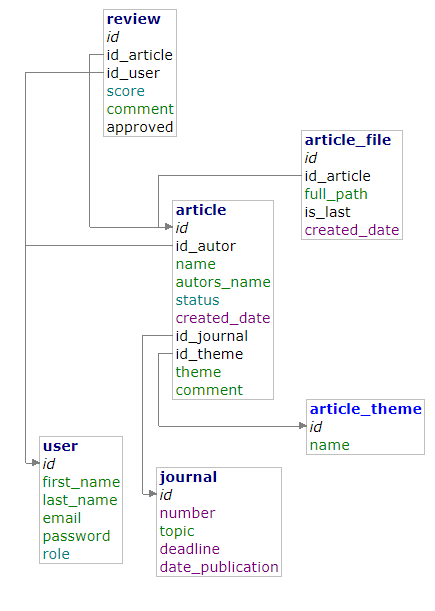 review
id
id_article
id_user
score
comment
approved
article_file
id
id_article
full_path
is_last
created_date
article
id
id_autor
name
autors_name
status
created_date
id_journal
id_theme
theme
comment
article_theme
id
name
user
id
first_name
last_name
email
password
role
journal
id
number
topic
deadline
date_publication